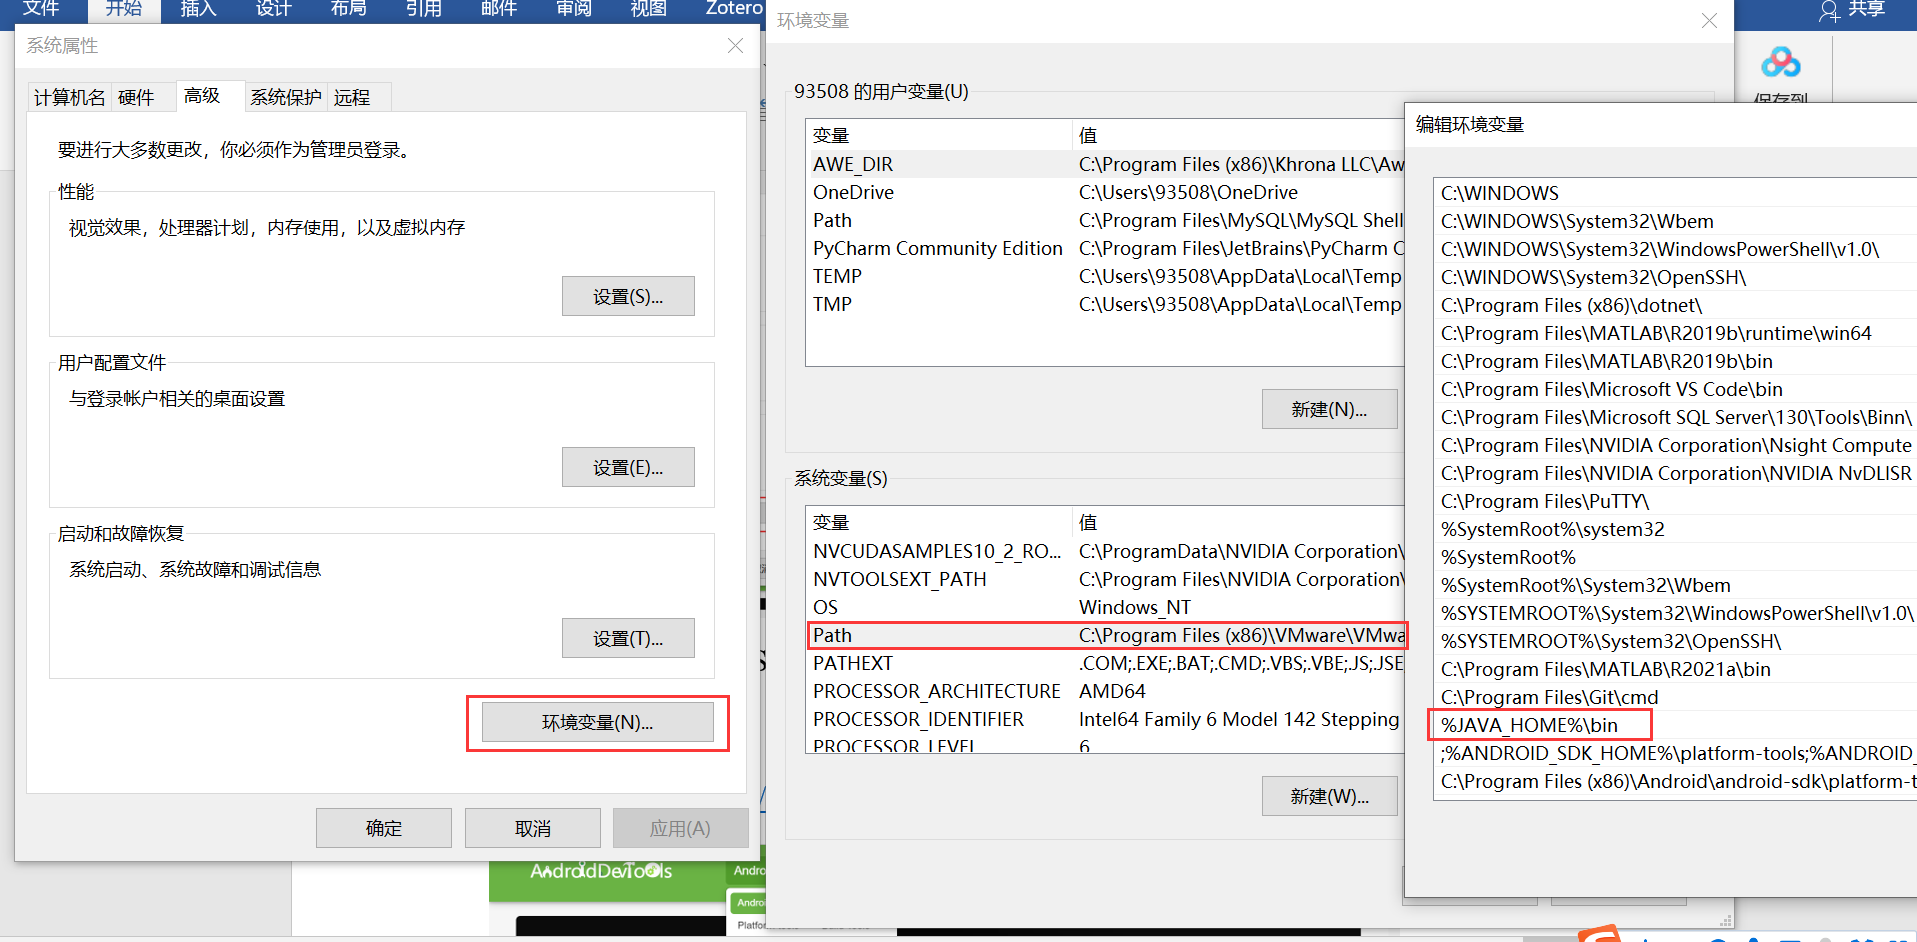 文件 开始 插入 设计 布局 引用 邮件 审阅 视图 Zotero
共享
系统属性
计算机名 硬件 高级 系统保护 远程
要进行大多数更改，你必须作为管理员登录。
性能
视觉效果，处理器计划，内存使用，以及虚拟内存
设置(S)...
用户配置文件
与登录帐户相关的桌面设置
设置(E)...
启动和故障恢复
系统启动、系统故障和调试信息
设置(T)...
环境变量(N)...
确定 取消 应用(A)
AndroidDevTools
环境变量
93508 的用户变量(U)
变量 值
AWE_DIR C:\Program Files (x86)\Khrona LLC\Aw
OneDrive C:\Users\93508\OneDrive
Path C:\Program Files\MySQL\MySQL Shell
PyCharm Community Edition C:\Program Files\JetBrains\PyCharm C
TEMP C:\Users\93508\AppData\Local\Temp
TMP C:\Users\93508\AppData\Local\Temp
新建(N)...
系统变量(S)
变量 值
NVCUDASAMPLES10_2_RO... C:\ProgramData\NVIDIA Corporation\
NVTOOLSEXT_PATH C:\Program Files\NVIDIA Corporation\
OS Windows_NT
Path C:\Program Files (x86)\VMware\VMwa
PATHEXT .COM;.EXE;.BAT;.CMD;.VBS;.VBE;.JS;.JSE
PROCESSOR_ARCHITECTURE AMD64
PROCESSOR_IDENTIFIER Intel64 Family 6 Model 142 Stepping
PROCESSOR_LEVEL 6
新建(W)...
保存到
编辑环境变量
C:\WINDOWS
C:\WINDOWS\System32\Wbem
C:\WINDOWS\System32\WindowsPowerShell\v1.0\
C:\WINDOWS\System32\OpenSSH\
C:\Program Files (x86)\dotnet\
C:\Program Files\MATLAB\R2019b\runtime\win64
C:\Program Files\MATLAB\R2019b\bin
C:\Program Files\Microsoft VS Code\bin
C:\Program Files\Microsoft SQL Server\130\Tools\Binn\
C:\Program Files\NVIDIA Corporation\Nsight Compute
C:\Program Files\NVIDIA Corporation\NVIDIA NvDLISR
C:\Program Files\PuTTY\
%SystemRoot%\system32
%SystemRoot%
%SystemRoot%\System32\Wbem
%SYSTEMROOT%\System32\WindowsPowerShell\v1.0\
%SYSTEMROOT%\System32\OpenSSH\
C:\Program Files\MATLAB\R2021a\bin
C:\Program Files\Git\cmd
%JAVA_HOME%\bin
;%ANDROID_SDK_HOME%\platform-tools;%ANDROID_
C:\Program Files (x86)\Android\android-sdk\platform-t